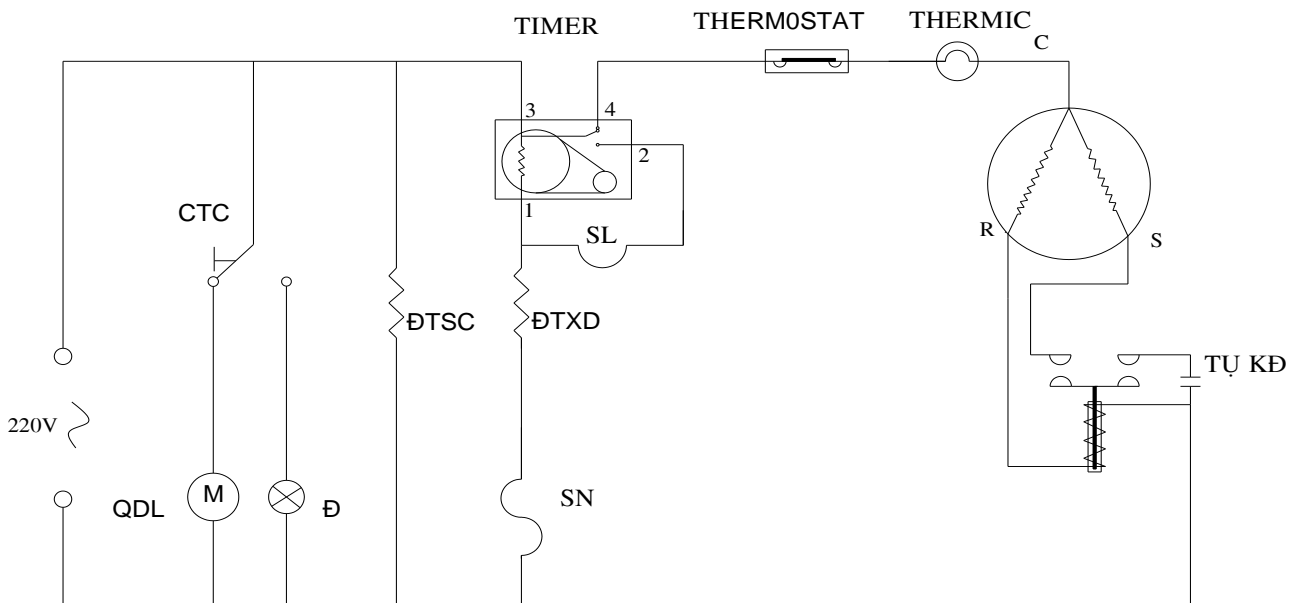 TIMER
THERM0STAT
THERMIC
C
3
4
2
1
CTC
SL
R
S
ĐTSC
ĐTXD
TỤ KĐ
220V
QDL
M
Đ
SN